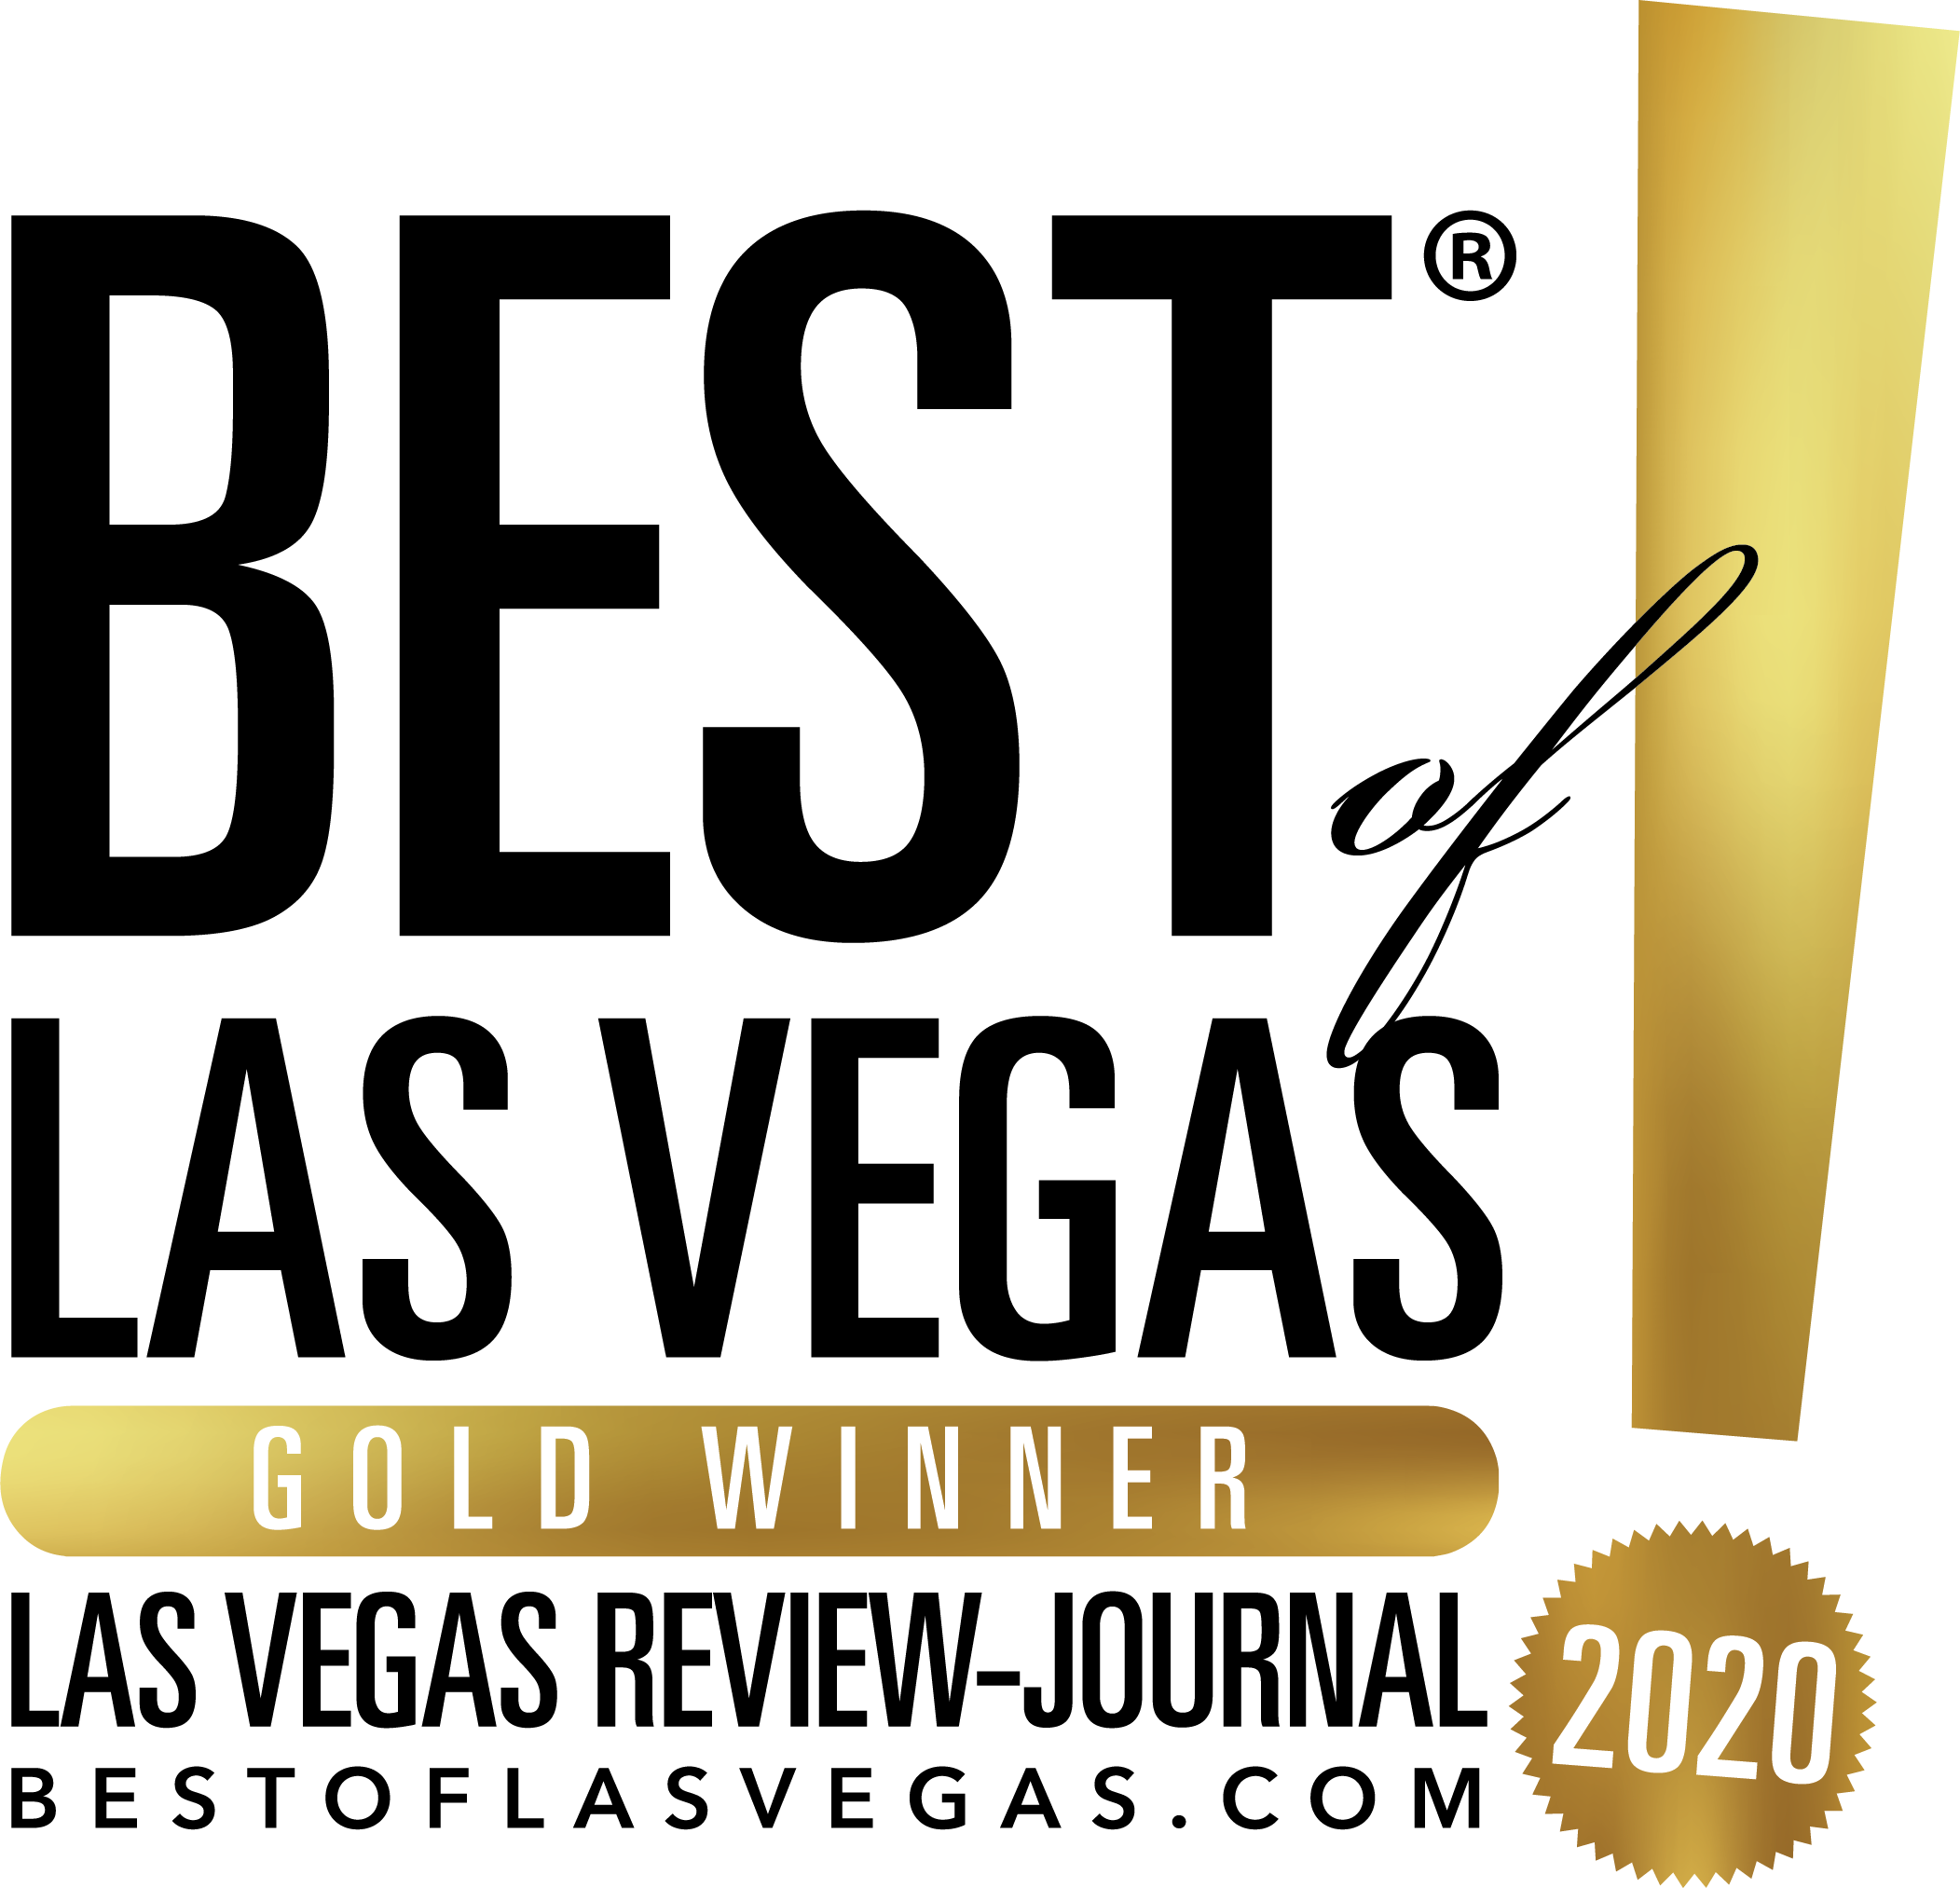 BEST®
of
LAS VEGAS
GOLD WINNER
LAS VEGAS REVIEW-JOURNAL
BESTOFLASVEGAS.COM
2020